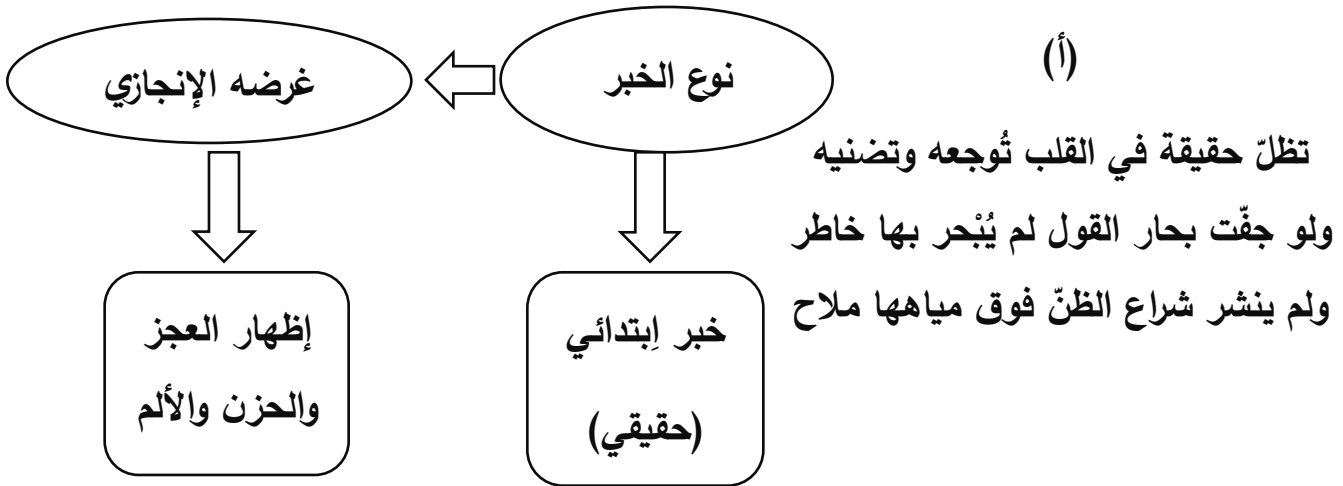 (أ)
تظلّ حقيقة في القلب تُوجعه وتضنيه
ولو جفّت بحار القول لم يُبْحر بها خاطر
ولم ينشر شراع الظنّ فوق مياهها ملاح
نوع الخبر
غرضه الإنجازي
خبر اِبتدائي
(حقيقي)
إظهار العجز
والحزن والألم